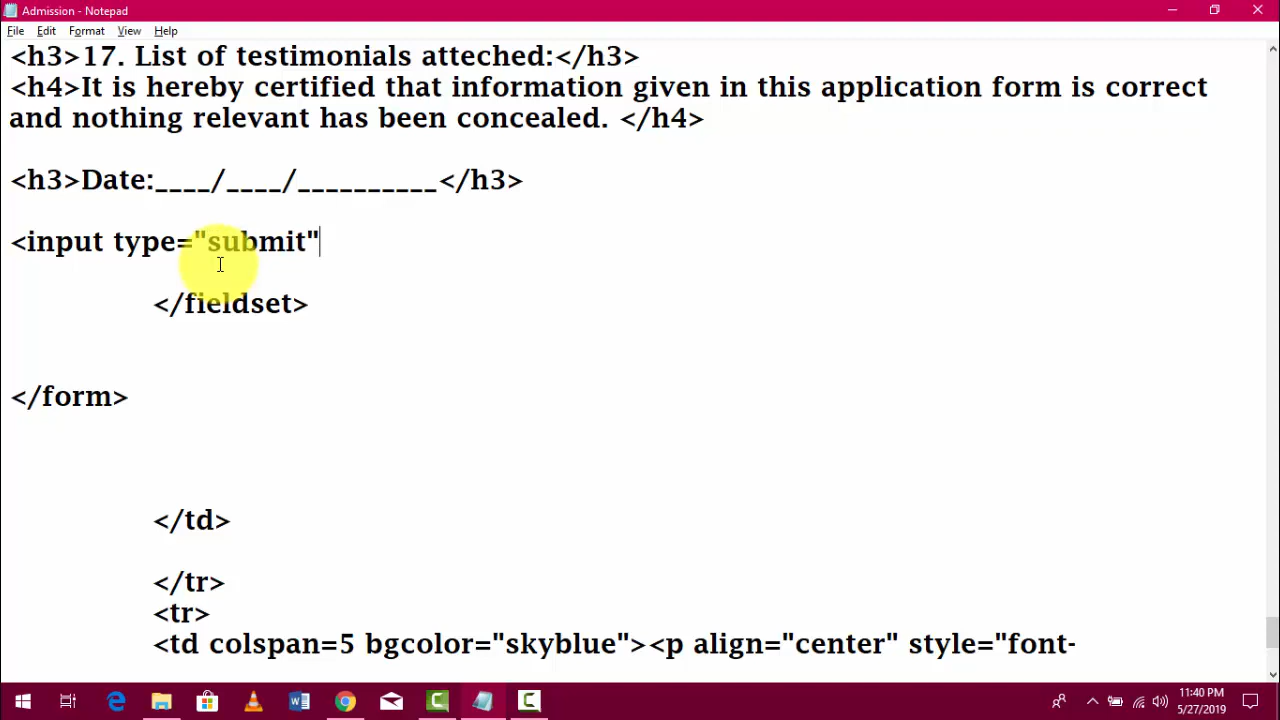 Admission - Notepad
File Edit Format View Help
<h3>17. List of testimonials atteched:</h3>
<h4>It is hereby certified that information given in this application form is correct
and nothing relevant has been concealed. </h4>
<h3>Date:____/____/__________</h3>
<input type="submit"
</fieldset>
</form>
</td>
</tr>
<tr>
<td colspan=5 bgcolor="skyblue"><p align="center" style="font-
11:40 PM
5/27/2019